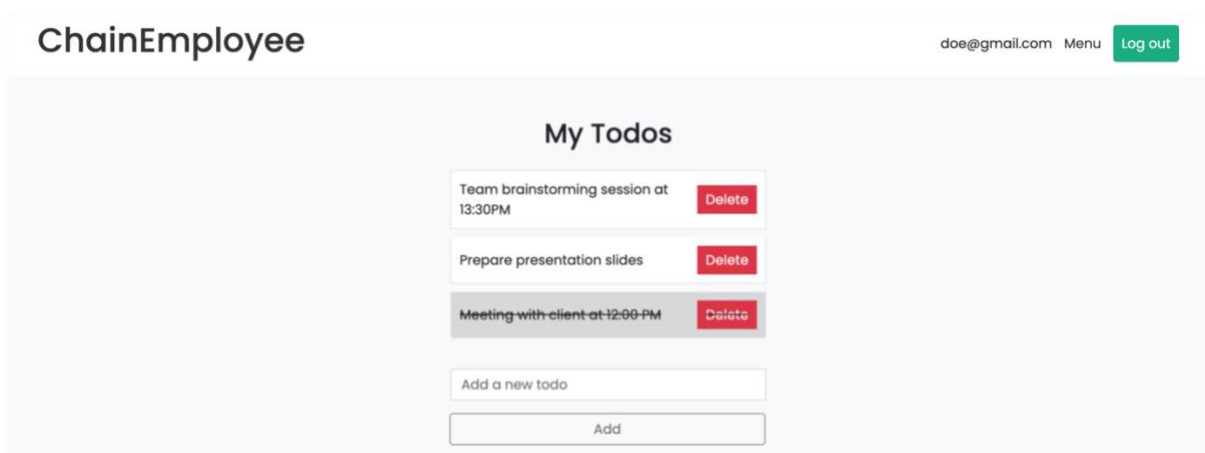 ChainEmployee
doe@gmail.com Menu Log out
My Todos
Team brainstorming session at
13:30PM
Delete
Prepare presentation slides
Delete
Meeting with client at 12:00 PM
Delete
Add a new todo
Add